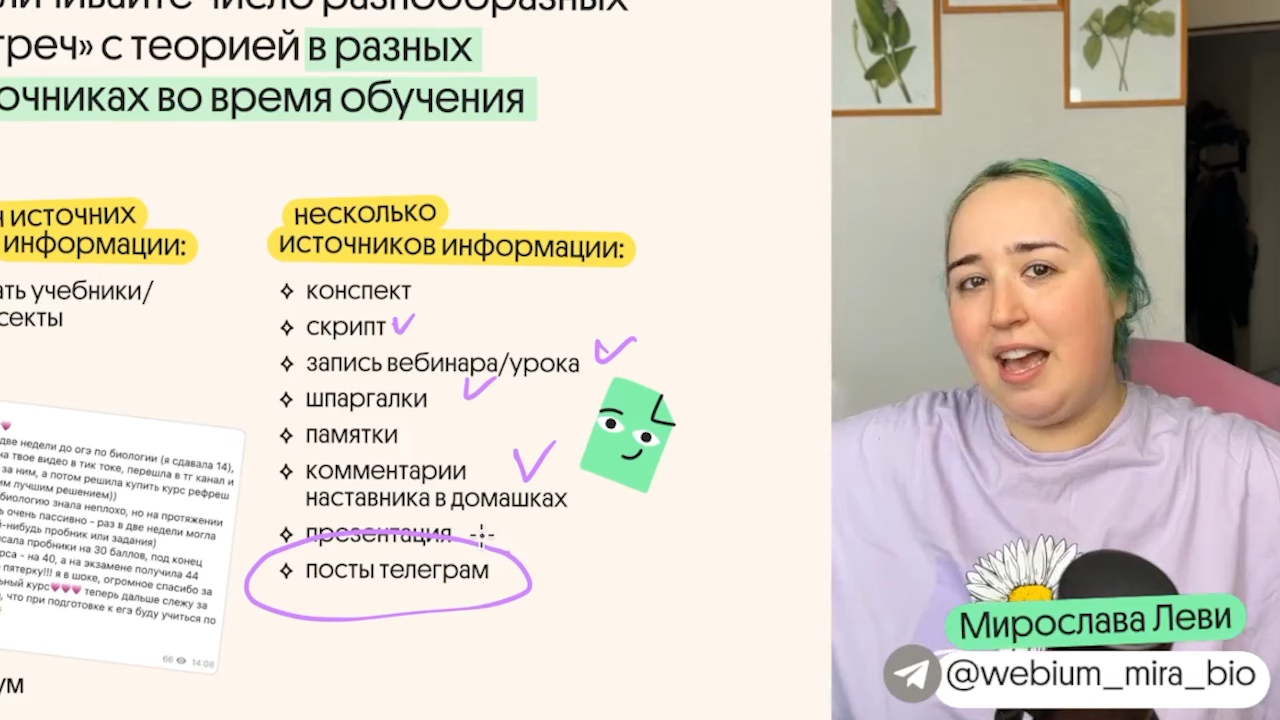 треч» с теорией в разных
очниках во время обучения
источник
информации:
учебники/
несколько
источников информации:
конспект
скрипт
запись вебинара/урока
шпаргалки
памятки
комментарии
наставника в домашках
презентация
посты телеграм
две недели до огэ по биологии (я сдавала 14),
на твое видео в тик токе, перешла в тг канал и
за ним, а потом решила купить курс рефреш
им лучшим решением))
биологию знала неплохо, но на протяжении
очень пассивно - раз в две недели могла
й-нибудь пробник или задания)
исала пробники на 30 баллов, под конец
рса - на 40, а на экзамене получила 44
пятерку!!! я в шоке, огромное спасибо за
льный курс💗💗💗 теперь дальше слежу за
, что при подготовке к егэ буду учиться по
66 14:08
Мирослава Леви
@webium_mira_bio